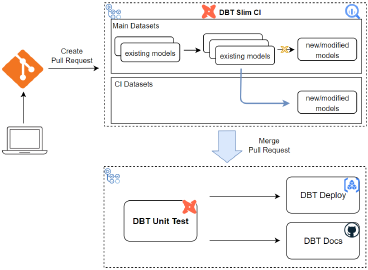 DBT Slim CI
Create
Pull Request
Main Datasets
existing models
existing models
new/modified
models
CI Datasets
new/modified
models
Merge
Pull Request
DBT Unit Test
DBT Deploy
DBT Docs